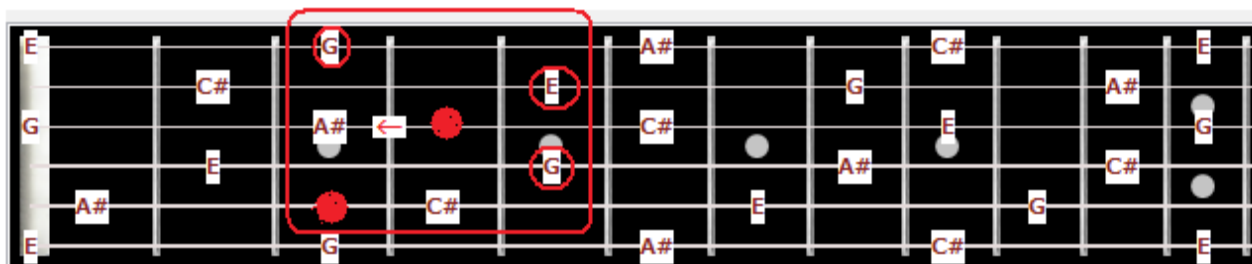 E G A# C# E
C# E G A#
G A# ← C# E G
E G A# C#
A# C# E G
E G A# C# E